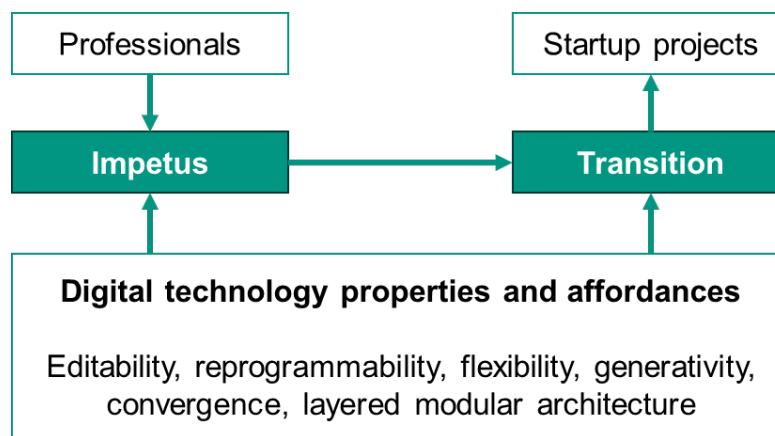 Professionals
Startup projects
Impetus
Transition
Digital technology properties and affordances
Editability, reprogrammability, flexibility, generativity,
convergence, layered modular architecture